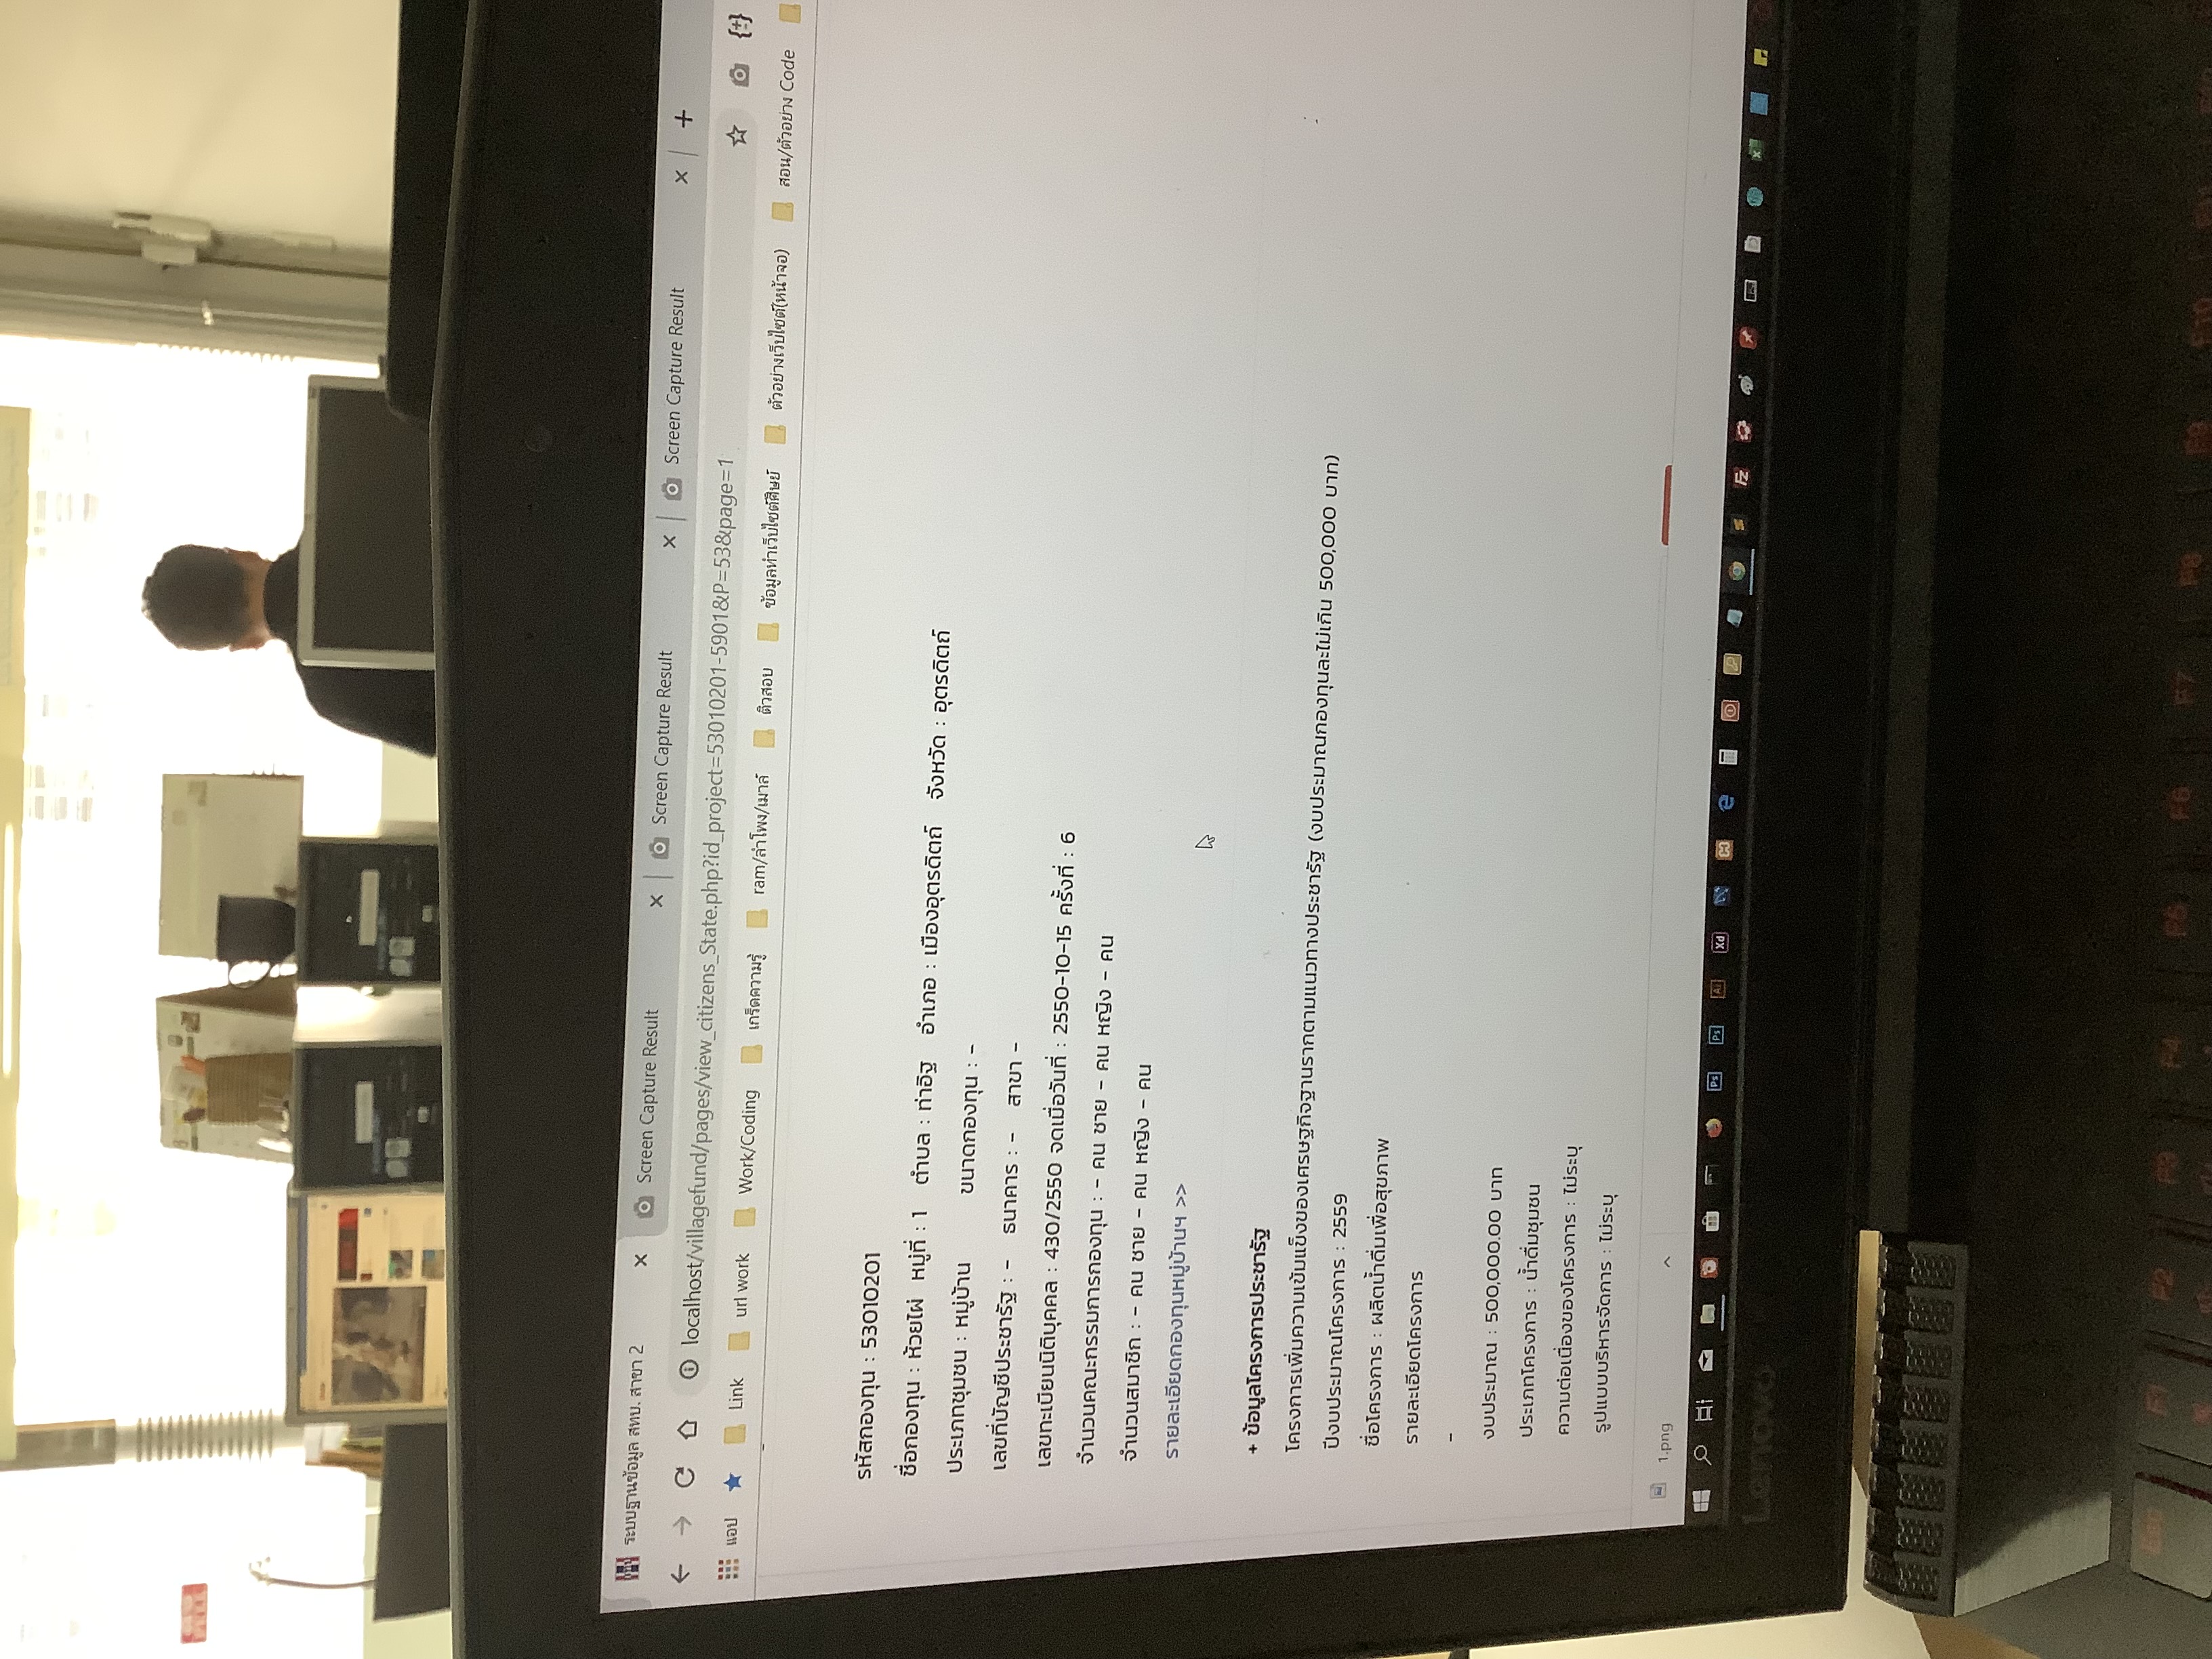 ระบบฐานข้อมูล สทบ. สาขา 2
Screen Capture Result
Screen Capture Result
Screen Capture Result
localhost/villagefund/pages/view_citizens_State.php?id_project=53010201-5901&P=53&page=1
แอป Link url work Work/Coding เกร็ดความรู้ ram/ลำโพง/เมาส์ ติวสอบ ข้อมูลทำเว็บไซต์ศิษย์ ตัวอย่างเว็บไซต์(หน้าจอ) สอน/ตัวอย่าง Code
รหัสกองทุน : 53010201
ชื่อกองทุน : ห้วยไผ่ หมู่ที่ : 1 ตำบล : ท่าอิฐ อำเภอ : เมืองอุตรดิตถ์ จังหวัด : อุตรดิตถ์
ประเภทชุมชน : หมู่บ้าน ขนาดกองทุน : -
เลขที่บัญชีประชารัฐ : - ธนาคาร : - สาขา -
เลขทะเบียนนิติบุคคล : 430/2550 จดเมื่อวันที่ : 2550-10-15 ครั้งที่ : 6
จำนวนคณะกรรมการกองทุน : - คน ชาย - คน หญิง - คน
จำนวนสมาชิก : - คน ชาย - คน หญิง - คน
รายละเอียดกองทุนหมู่บ้านฯ >>
+ ข้อมูลโครงการประชารัฐ
โครงการเพิ่มความเข้มแข็งของเศรษฐกิจฐานรากตามแนวทางประชารัฐ (งบประมาณกองทุนละไม่เกิน 500,000 บาท)
ปีงบประมาณโครงการ : 2559
ชื่อโครงการ : ผลิตน้ำดื่มเพื่อสุขภาพ
รายละเอียดโครงการ
-
งบประมาณ : 500,000.00 บาท
ประเภทโครงการ : น้ำดื่มชุมชน
ความต่อเนื่องของโครงการ : ไม่ระบุ
รูปแบบบริหารจัดการ : ไม่ระบุ
1.png
Ps Ps Ai Xd Fz
Lenovo
Esc F1 F2 F3 F4 F5 F6 F7 F8 F9 F10